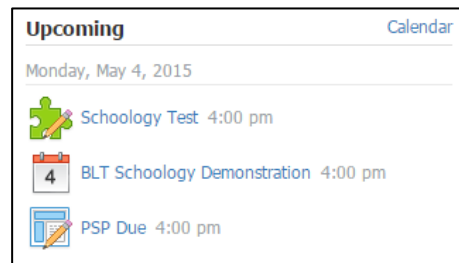 Upcoming Calendar
Monday, May 4, 2015
Schoology Test 4:00 pm
4 BLT Schoology Demonstration 4:00 pm
PSP Due 4:00 pm